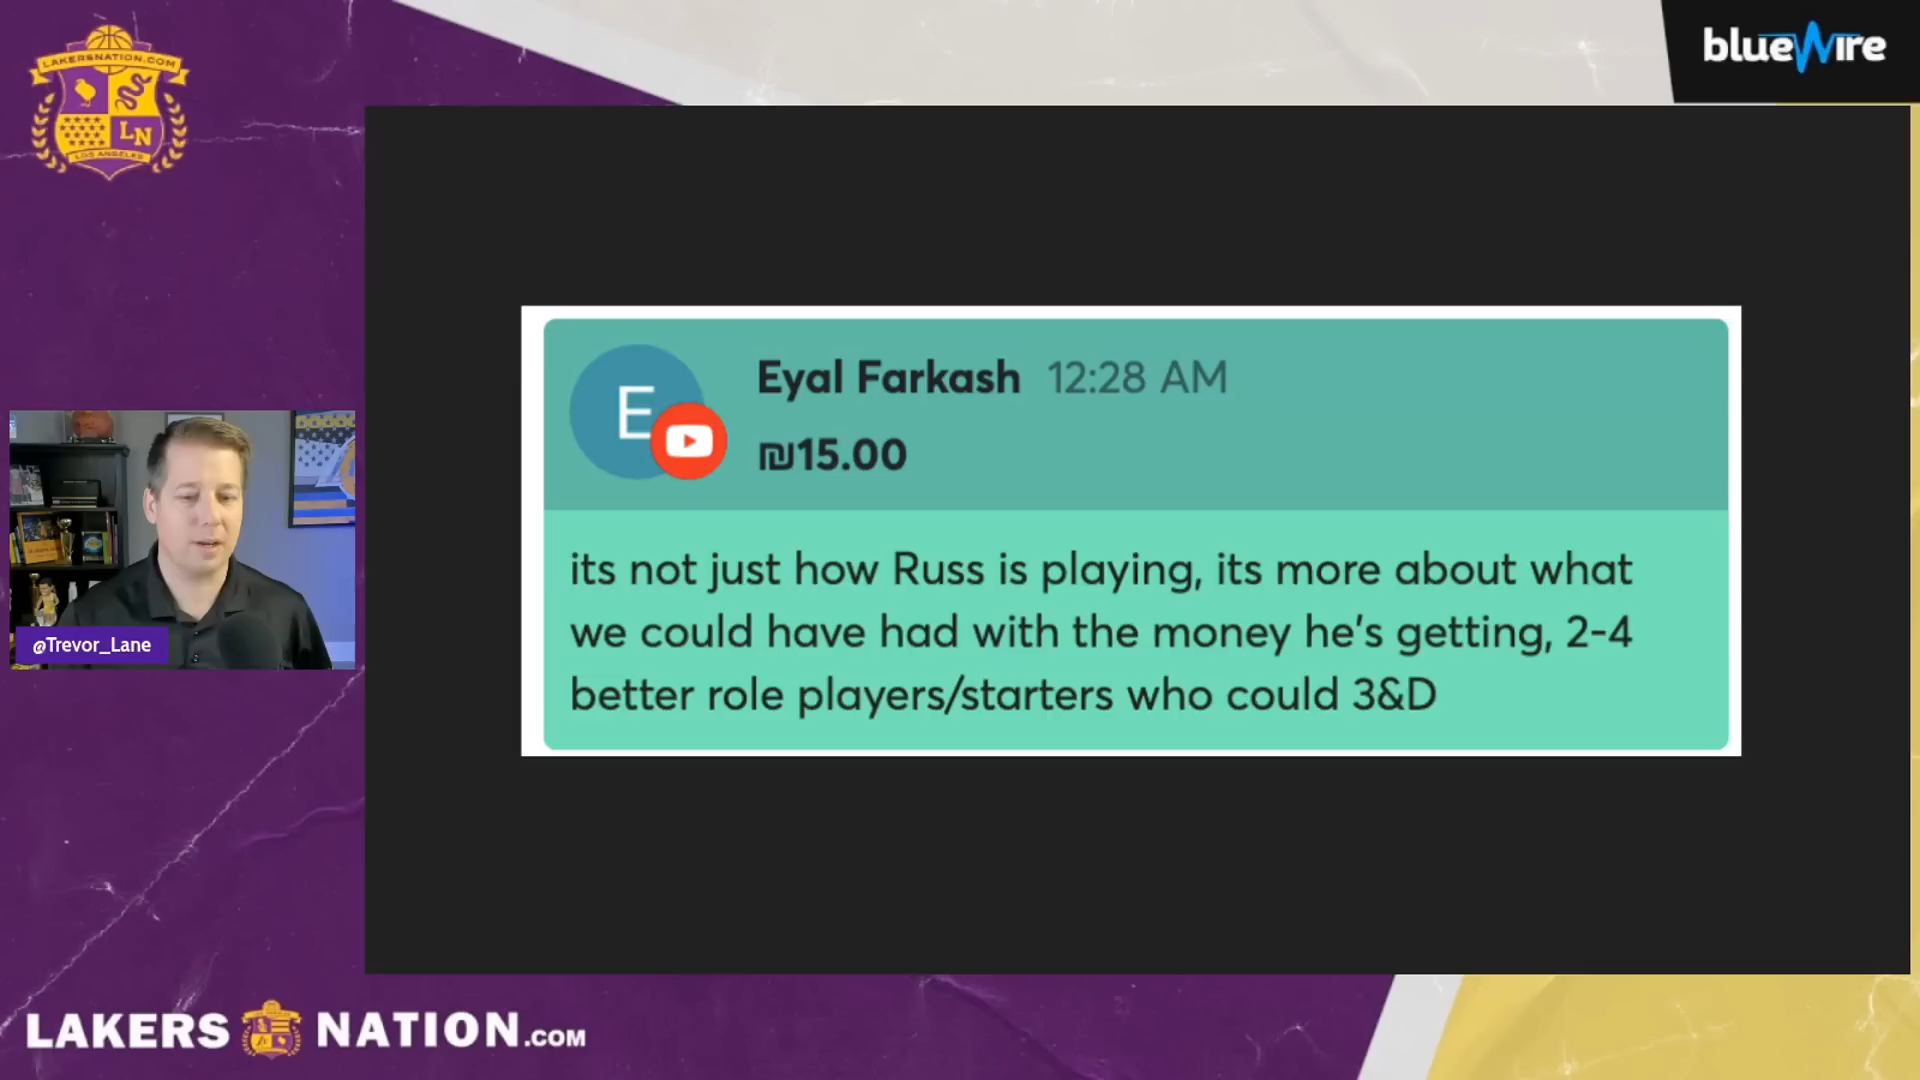 LAKERSNATION.COM
LN
LOS ANGELES
blueWire
E
Eyal Farkash 12:28 AM
₪15.00
its not just how Russ is playing, its more about what
we could have had with the money he's getting, 2-4
better role players/starters who could 3&D
@Trevor_Lane
LAKERS NATION.COM